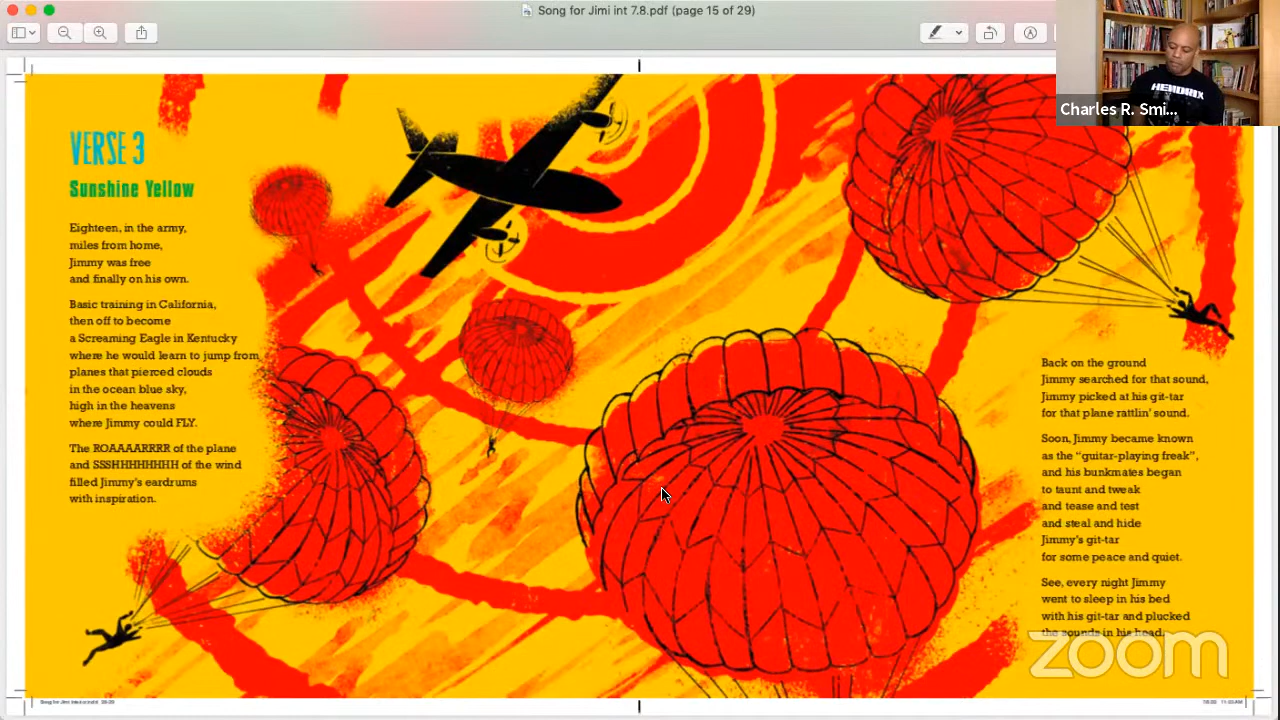 Song for Jimi int 7.8.pdf (page 15 of 29)
HENDRIX
Charles R. Smi...
VERSE 3
Sunshine Yellow
Eighteen, in the army,
miles from home,
Jimmy was free
and finally on his own.
Basic training in California,
then off to become
a Screaming Eagle in Kentucky
where he would learn to jump from
planes that pierced clouds
in the ocean blue sky,
high in the heavens
where Jimmy could FLY.
The ROAAAARRRR of the plane
and SSSHHHHHHHH of the wind
filled Jimmy's eardrums
with inspiration.
Back on the ground
Jimmy searched for that sound,
Jimmy picked at his git-tar
for that plane rattlin' sound.
Soon, Jimmy became known
as the "guitar-playing freak",
and his bunkmates began
to taunt and tweak
and tease and test
and steal and hide
Jimmy's git-tar
for some peace and quiet.
See, every night Jimmy
went to sleep in his bed
with his git-tar and plucked
the sounds in his head.
zoom